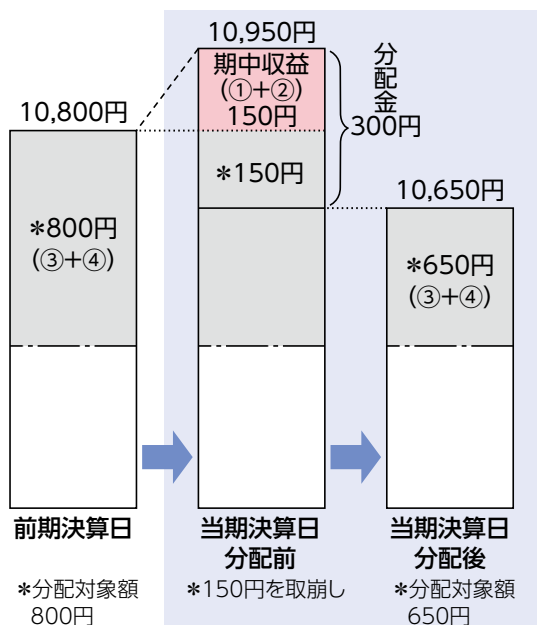 10,950円
期中収益
(①+②)
150円
分配金
300円
10,800円
*150円
10,650円
*800円
(③+④)
*650円
(③+④)
前期決算日
当期決算日
分配前
当期決算日
分配後
*分配対象額
800円
*150円を取崩し
*分配対象額
650円